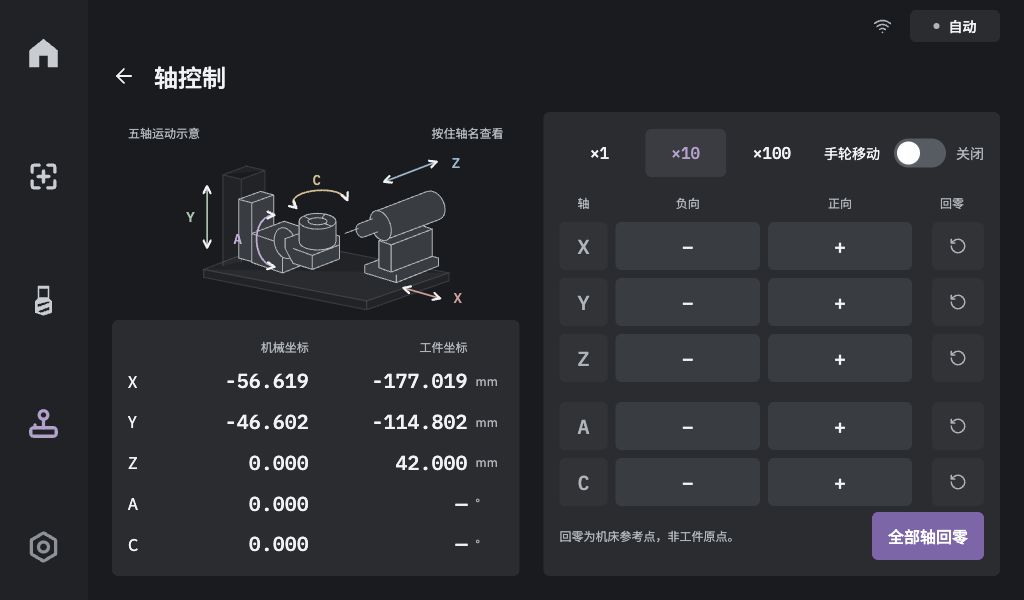 自动
轴控制
五轴运动示意 按住轴名查看
Z
C
Y
A
X
机械坐标 工件坐标
X -56.619 -177.019 mm
Y -46.602 -114.802 mm
Z 0.000 42.000 mm
A 0.000 — °
C 0.000 — °
×1 ×10 ×100 手轮移动 关闭
轴 负向 正向 回零
X − +
Y − +
Z − +
A − +
C − +
回零为机床参考点，非工件原点。 全部轴回零